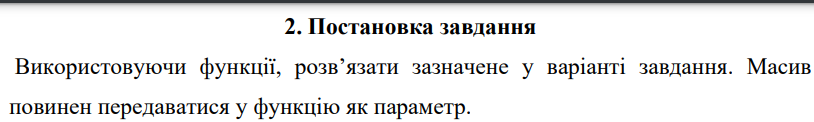 2. Постановка завдання
Використовуючи функції, розв’язати зазначене у варіанті завдання. Масив
повинен передаватися у функцію як параметр.